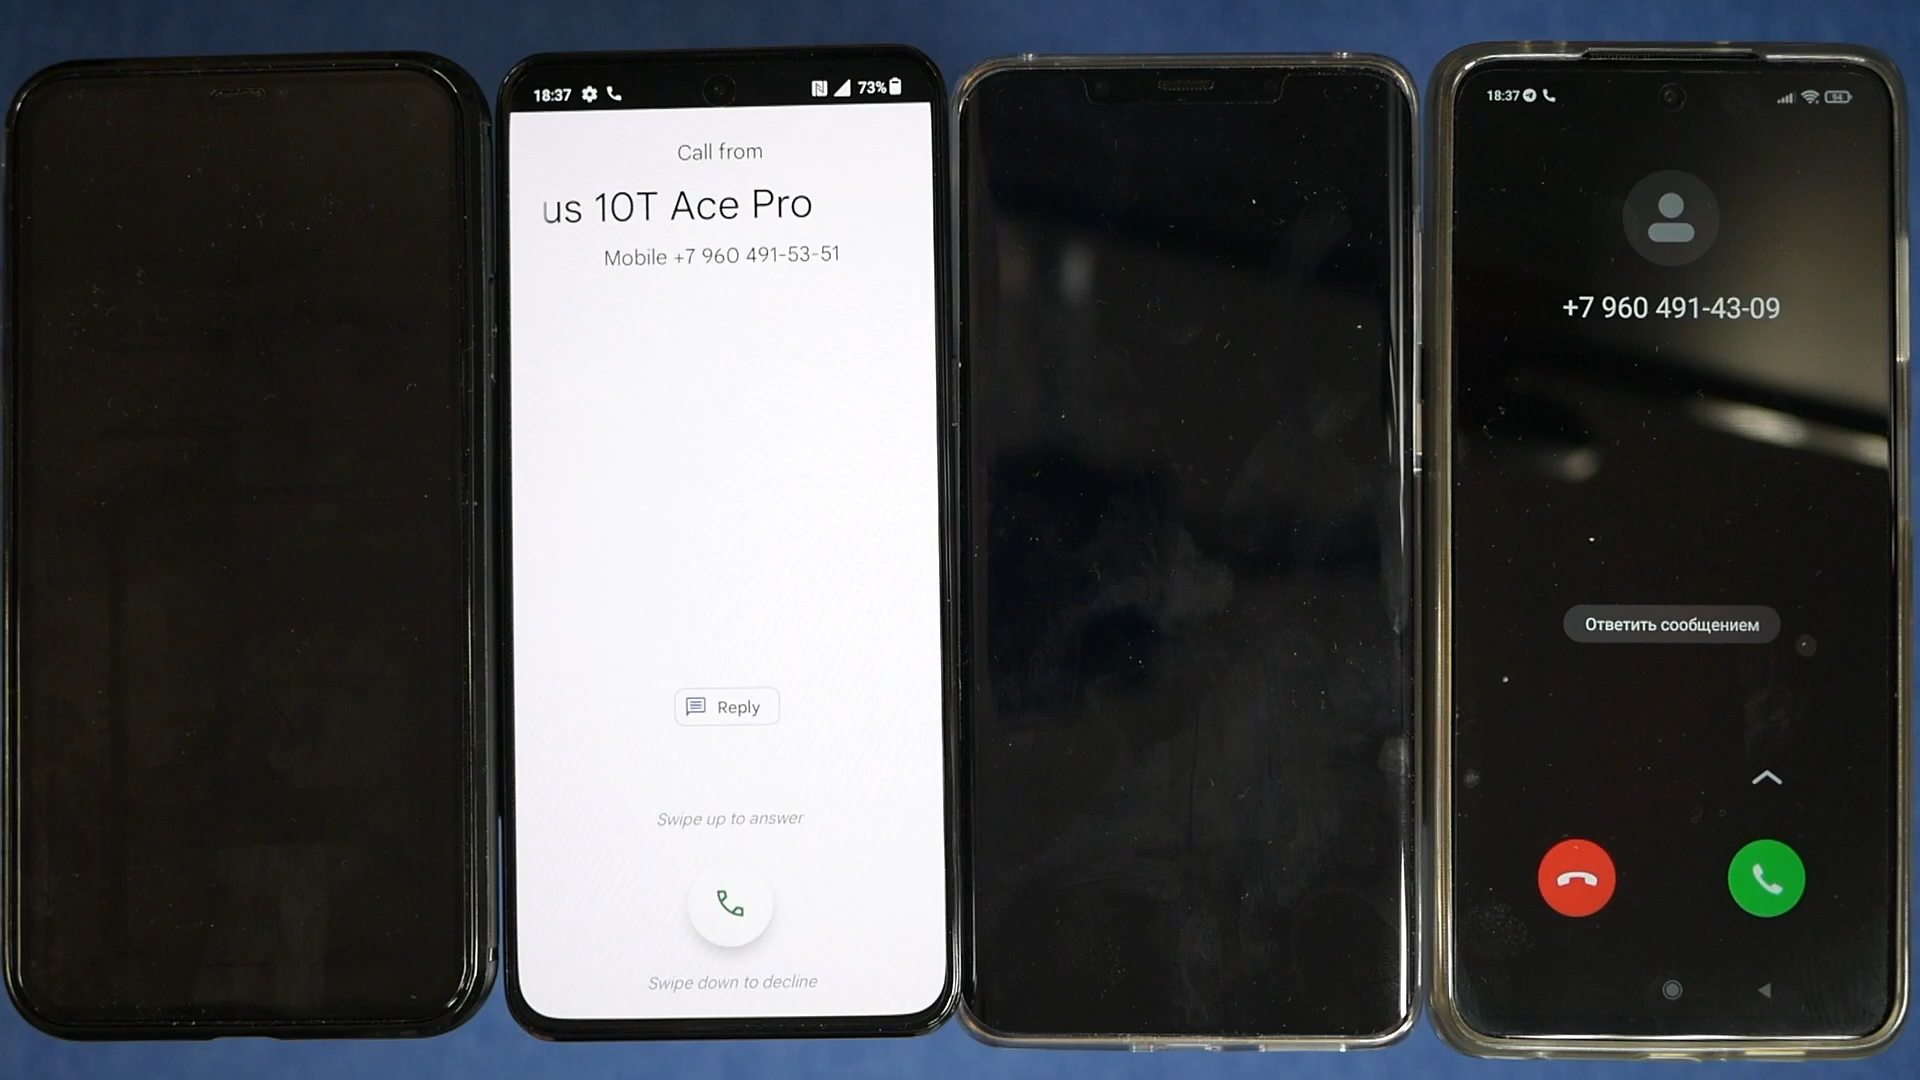 18:37
73%
Call from
us 10T Ace Pro
Mobile +7 960 491-53-51
Reply
Swipe up to answer
Swipe down to decline
18:37
94
+7 960 491-43-09
Ответить сообщением